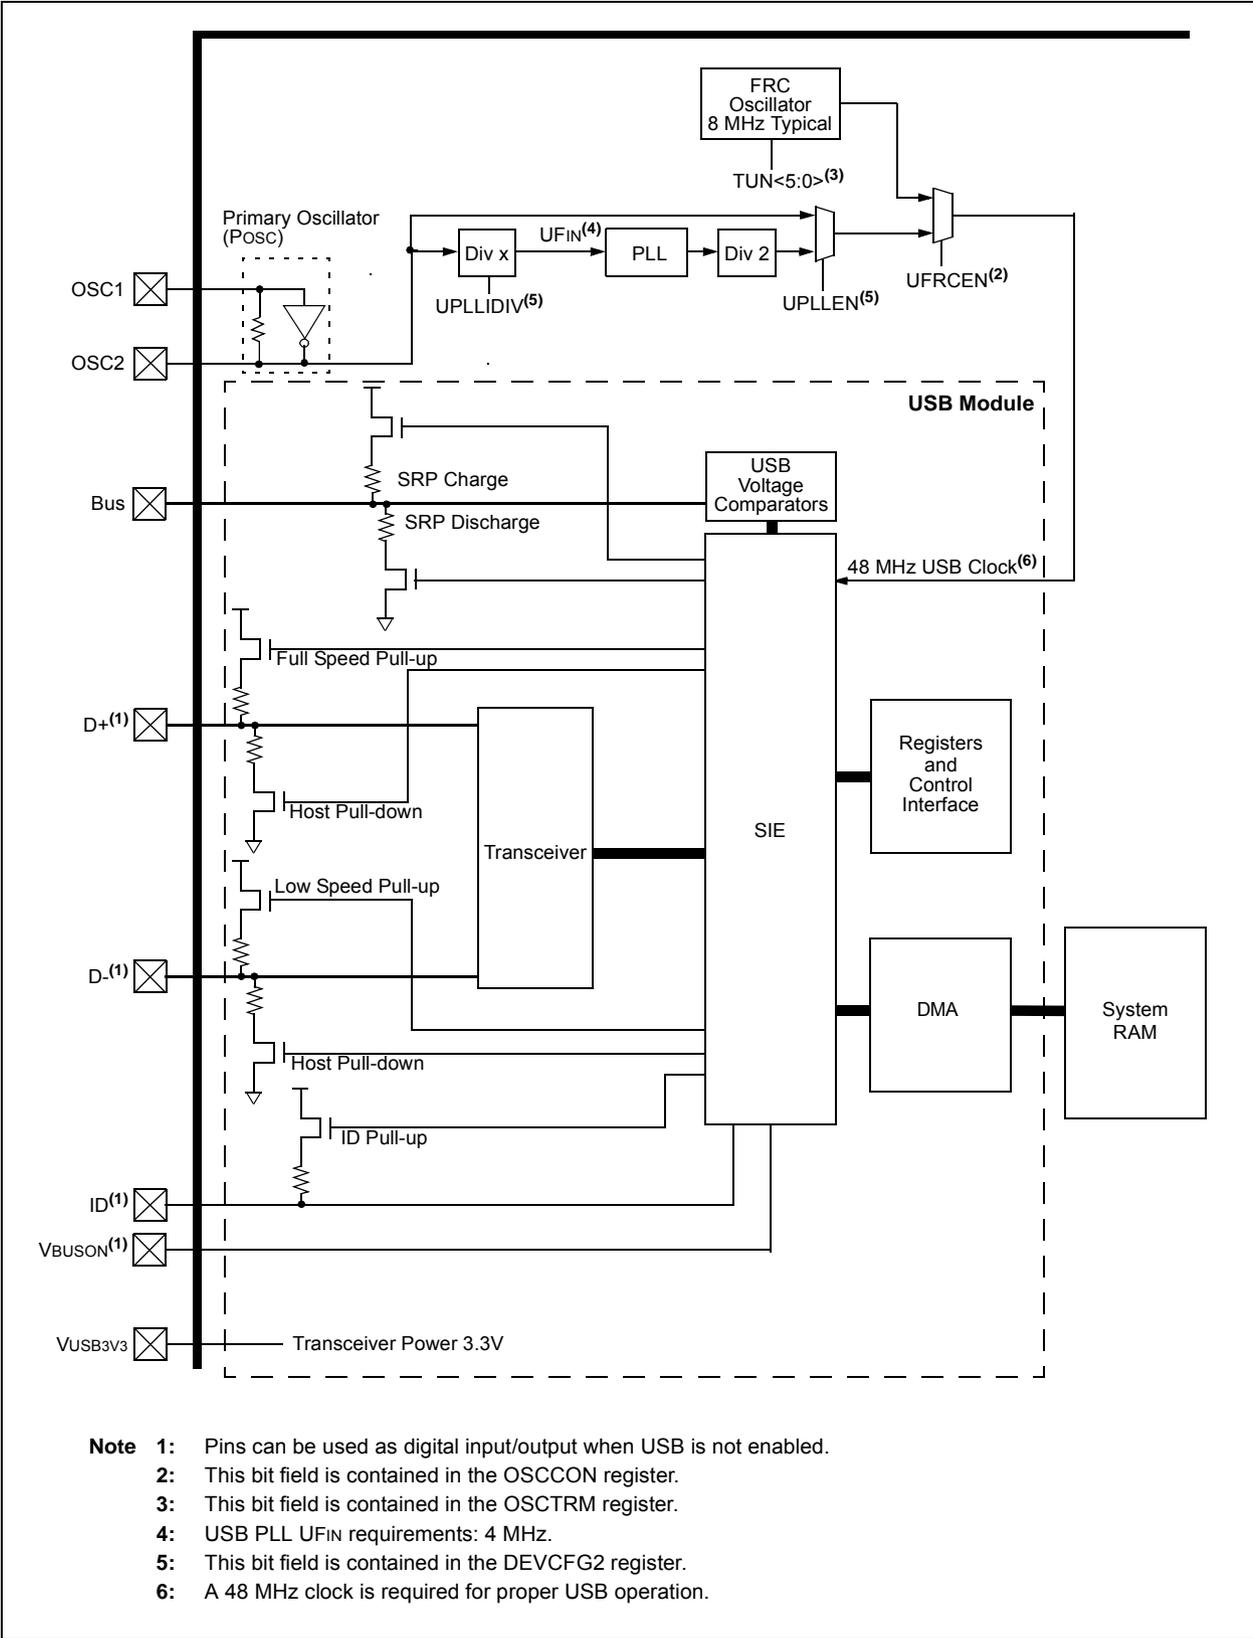 FRC
Oscillator
8 MHz Typical
TUN<5:0>(3)
Primary Oscillator
(POSC)
UFIN(4)
Div x
PLL
Div 2
UFRCEN(2)
OSC1
UPLLIDIV(5)
UPLLEN(5)
OSC2
USB Module
USB
Voltage
Comparators
SRP Charge
Bus
SRP Discharge
48 MHz USB Clock(6)
Full Speed Pull-up
D+(1)
Registers
and
Control
Interface
Host Pull-down
SIE
Transceiver
Low Speed Pull-up
D-(1)
DMA
System
RAM
Host Pull-down
ID Pull-up
ID(1)
VBUSON(1)
VUSB3V3
Transceiver Power 3.3V
Note 1: Pins can be used as digital input/output when USB is not enabled.
2: This bit field is contained in the OSCCON register.
3: This bit field is contained in the OSCTRM register.
4: USB PLL UFIN requirements: 4 MHz.
5: This bit field is contained in the DEVCFG2 register.
6: A 48 MHz clock is required for proper USB operation.